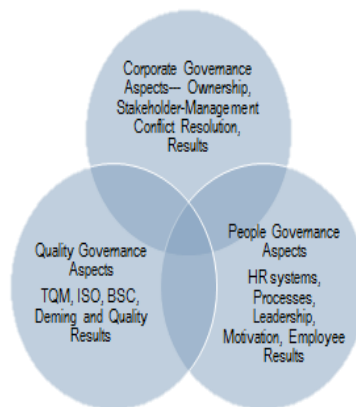 Corporate Governance
Aspects--- Ownership,
Stakeholder-Management
Conflict Resolution,
Results
Quality Governance
Aspects
TQM, ISO, BSC,
Deming and Quality
Results
People Governance
Aspects
HR systems,
Processes,
Leadership,
Motivation, Employee
Results